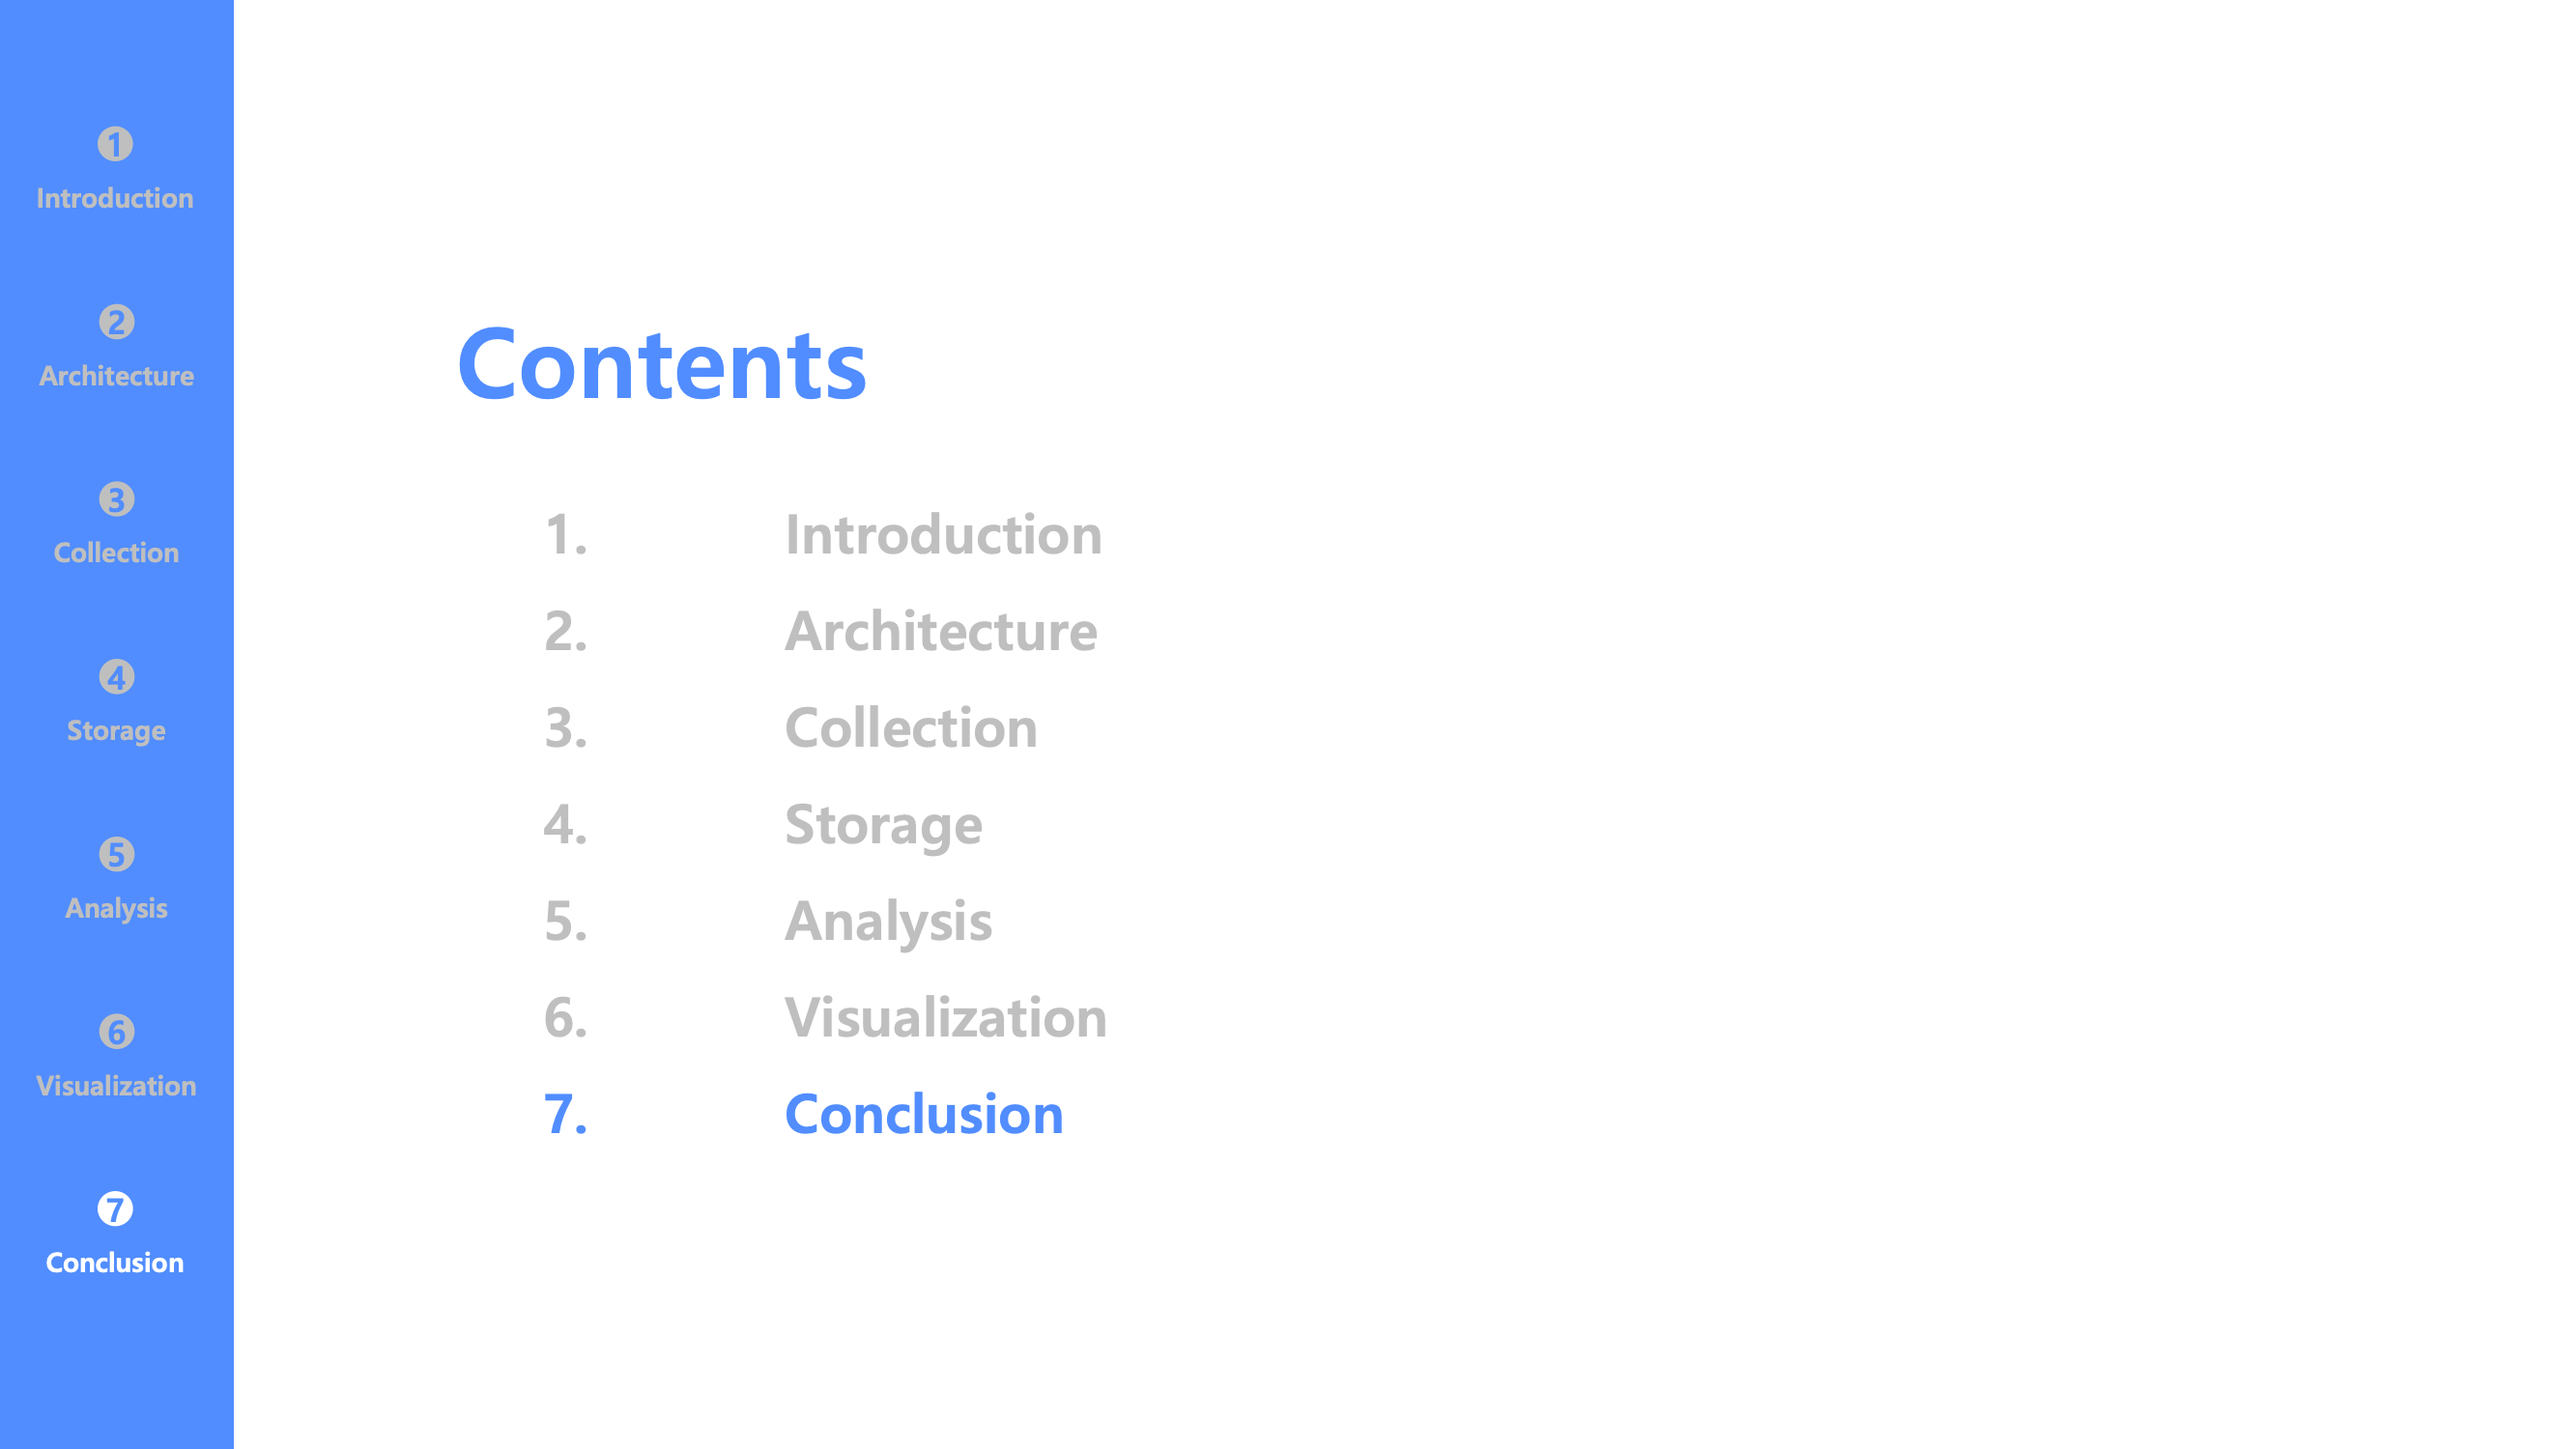 ❶
Introduction
❷
Architecture
❸
Collection
❹
Storage
❺
Analysis
❻
Visualization
❼
Conclusion
Contents
1. Introduction
2. Architecture
3. Collection
4. Storage
5. Analysis
6. Visualization
7. Conclusion